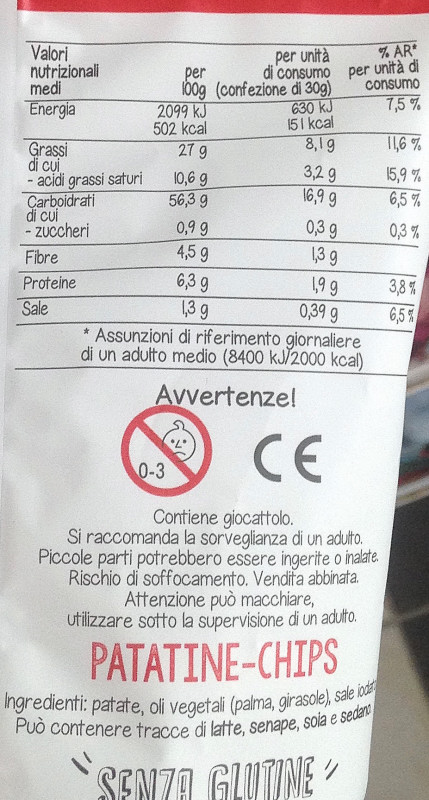 Valori nutrizionali medi per 100g per unità di consumo (confezione di 30g) % AR* per unità di consumo
Energia 2099 kJ 630 kJ 7,5 %
502 kcal 151 kcal
Grassi 27 g 8,1 g 11,6 %
di cui
- acidi grassi saturi 10,6 g 3,2 g 15,9 %
Carboidrati 56,3 g 16,9 g 6,5 %
di cui
- zuccheri 0,9 g 0,3 g 0,3 %
Fibre 4,5 g 1,3 g
Proteine 6,3 g 1,9 g 3,8 %
Sale 1,3 g 0,39 g 6,5 %
* Assunzioni di riferimento giornaliere
di un adulto medio (8400 kJ/2000 kcal)
Avvertenze!
0-3
CE
Contiene giocattolo.
Si raccomanda la sorveglianza di un adulto.
Piccole parti potrebbero essere ingerite o inalate.
Rischio di soffocamento. Vendita abbinata.
Attenzione può macchiare,
utilizzare sotto la supervisione di un adulto.
PATATINE-CHIPS
Ingredienti: patate, oli vegetali (palma, girasole), sale iodato
Può contenere tracce di latte, senape, soia e sedano
SENZA GLUTINE